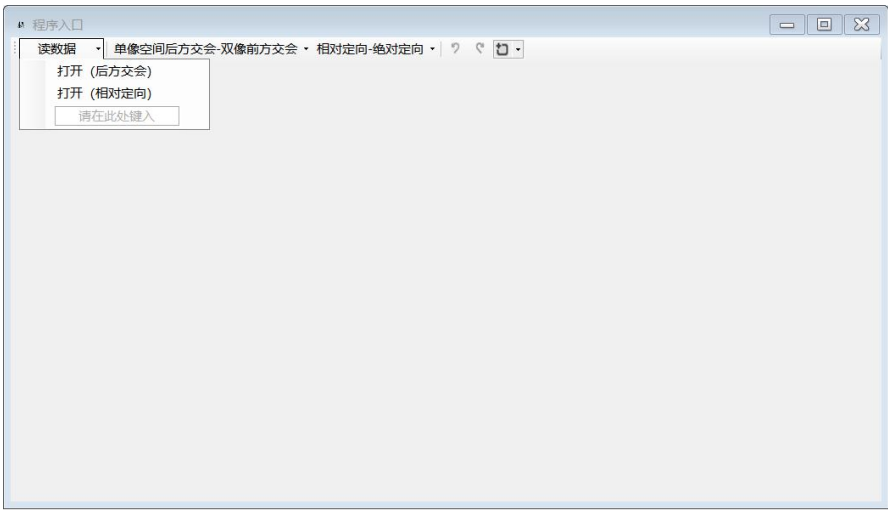 程序入口
读数据 单像空间后方交会-双像前方交会 相对定向-绝对定向
打开 (后方交会)
打开 (相对定向)
请在此处键入